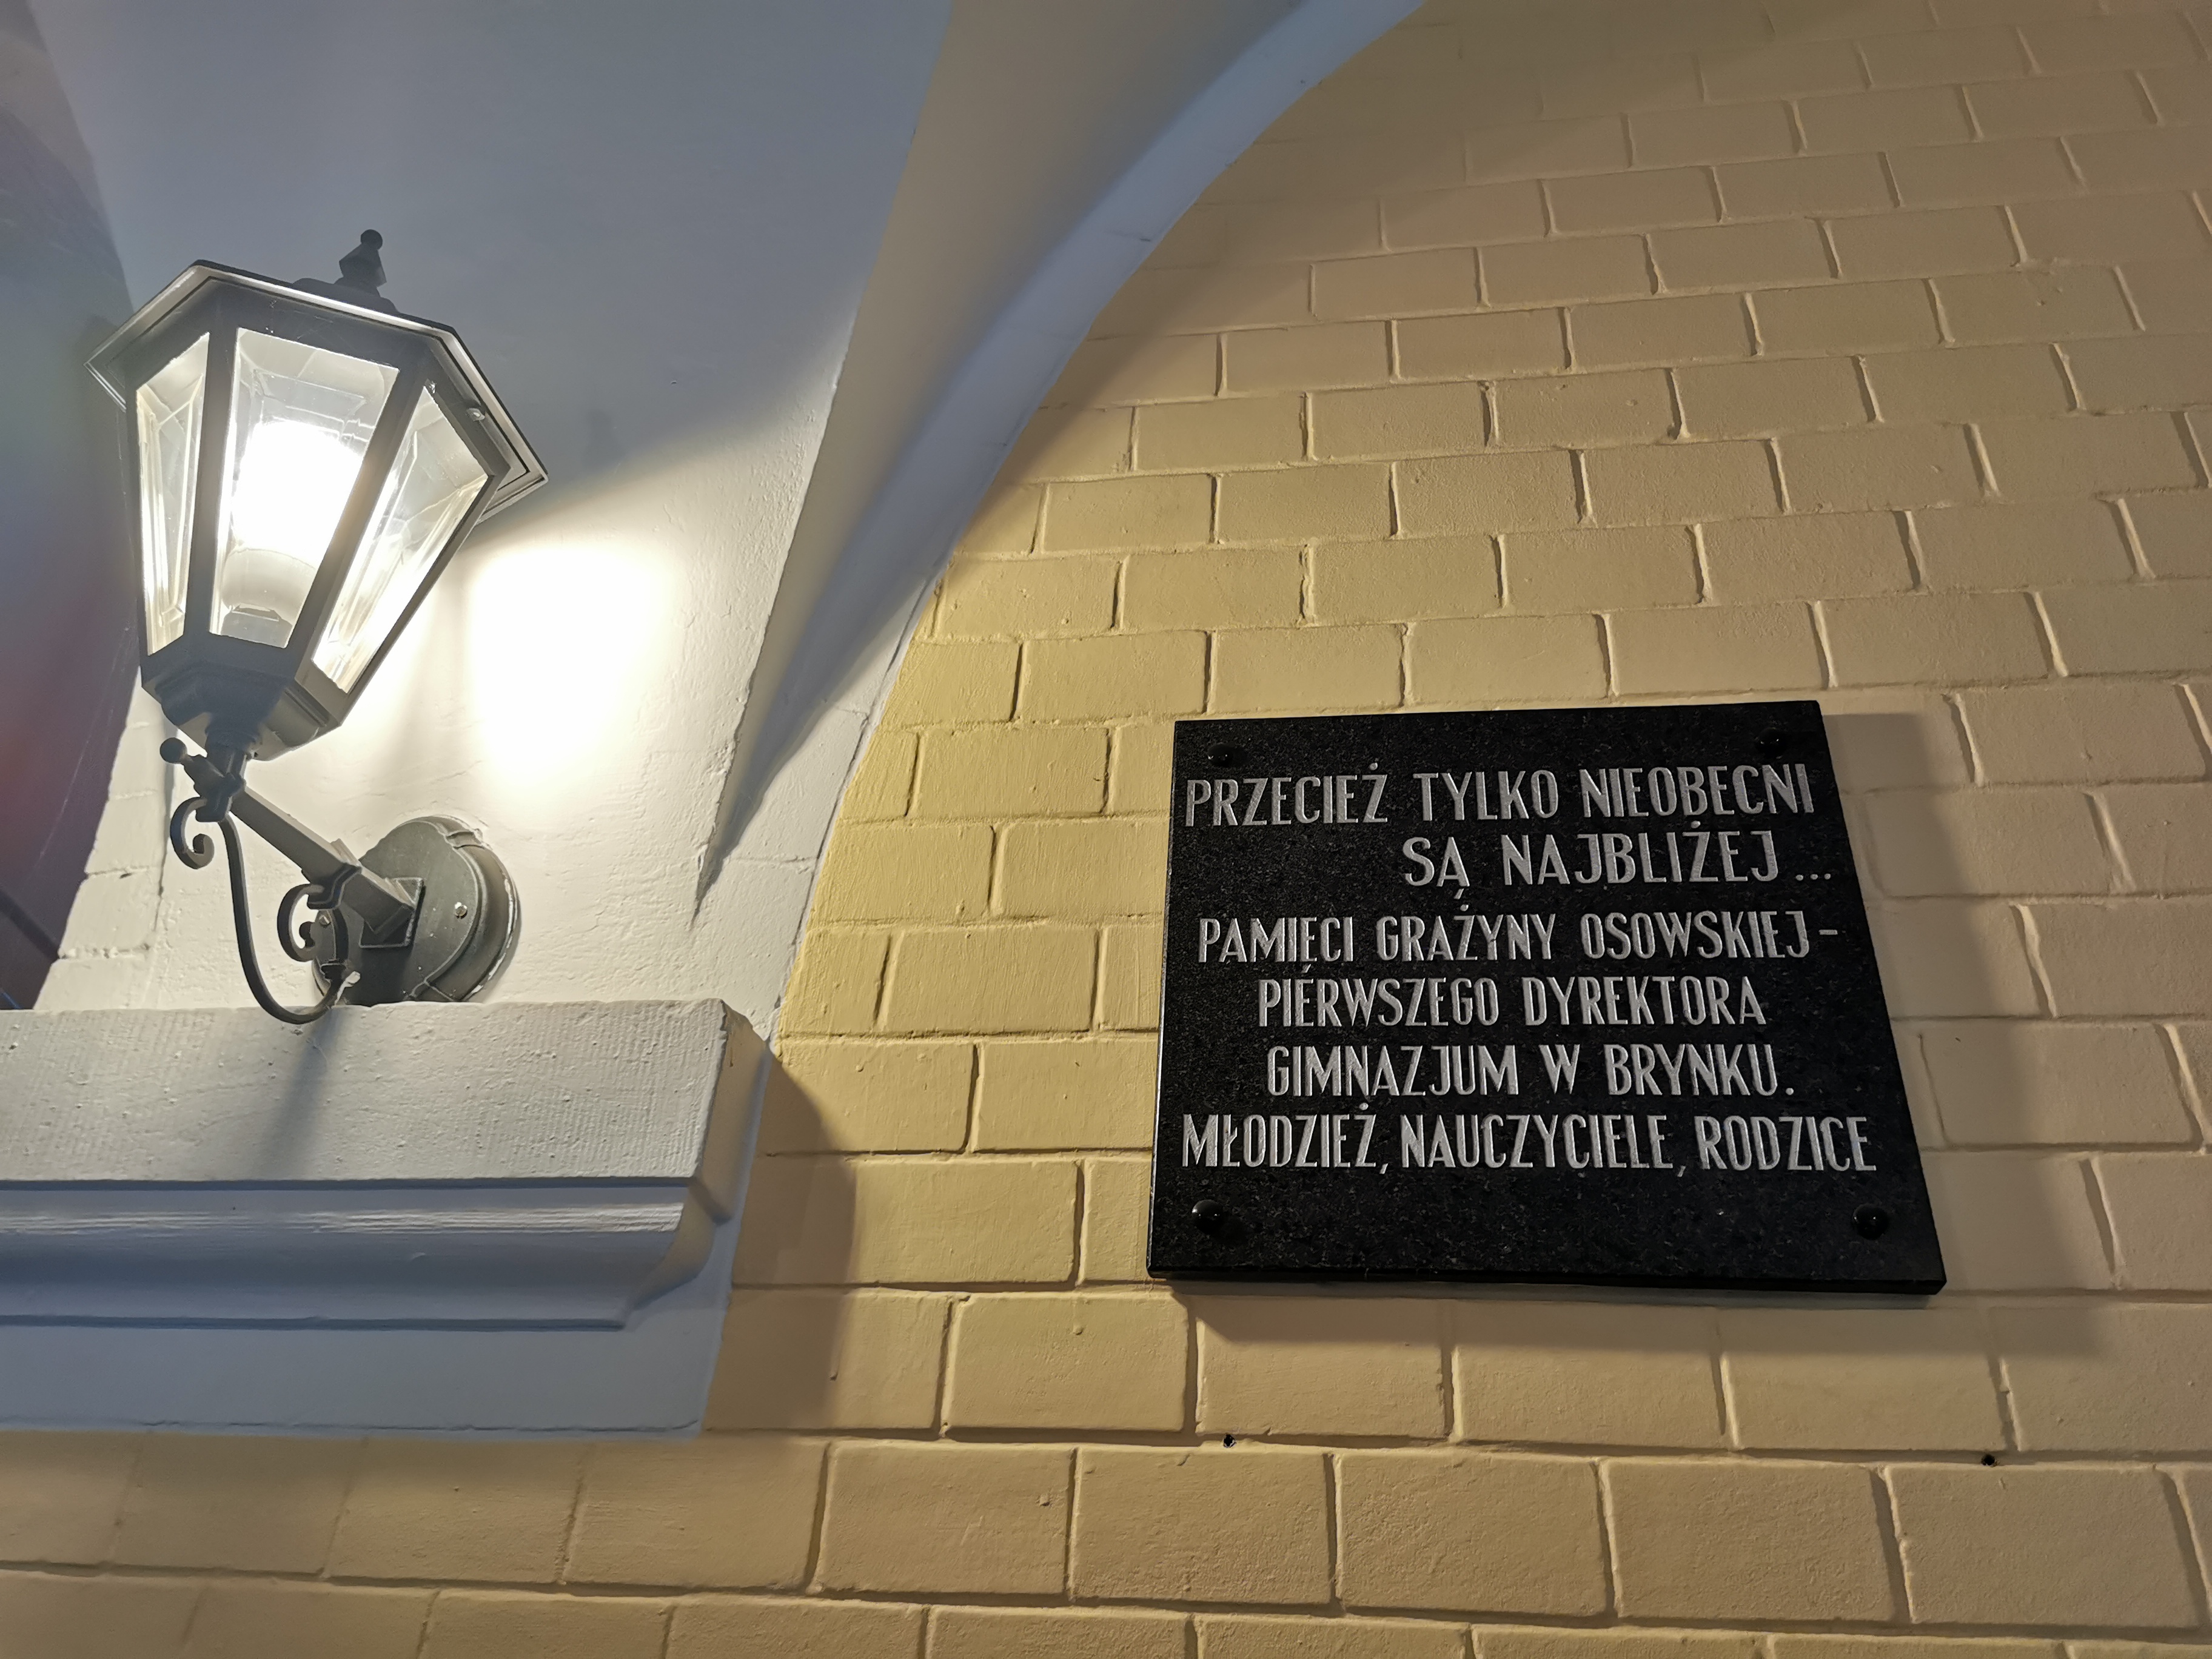 PRZECIEŻ TYLKO NIEOBECNI
SĄ NAJBLIŻEJ...
PAMIĘCI GRAŻYNY OSOWSKIEJ-
PIERWSZEGO DYREKTORA
GIMNAZJUM W BRYNKU.
MŁODZIEŻ, NAUCZYCIELE, RODZICE